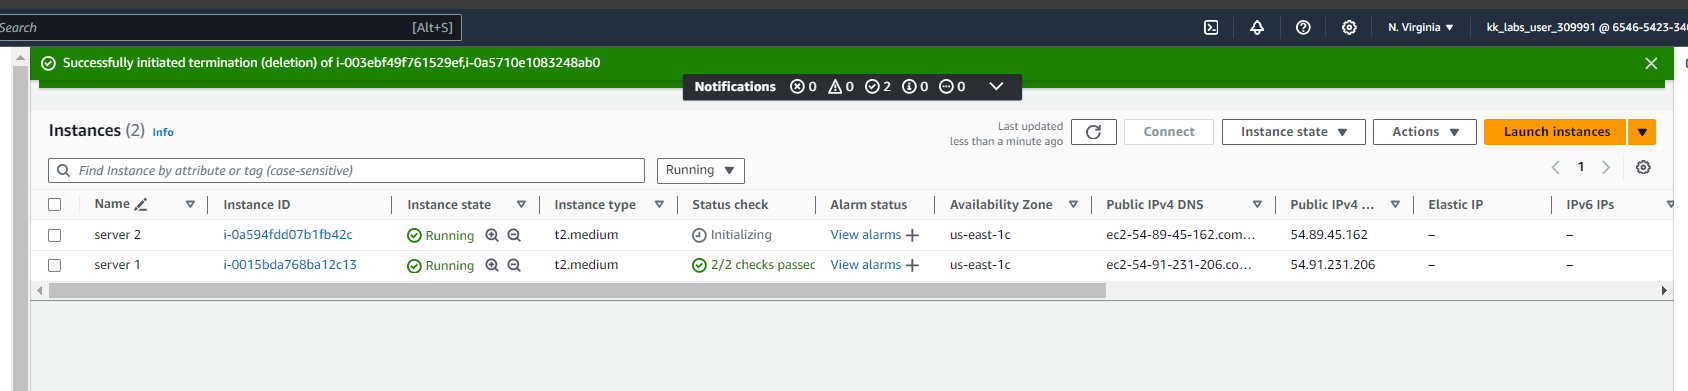 Search [Alt+S] N. Virginia kk_labs_user_309991 @ 6546-5423-340
Successfully initiated termination (deletion) of i-003ebf49f761529ef,i-0a5710e1083248ab0
Notifications 0 0 2 0 0
Instances (2) Info
Last updated
less than a minute ago
Connect Instance state Actions Launch instances
Find Instance by attribute or tag (case-sensitive) Running 1
Name Instance ID Instance state Instance type Status check Alarm status Availability Zone Public IPv4 DNS Public IPv4 ... Elastic IP IPv6 IPs
server 2 i-0a594fdd07b1fb42c Running t2.medium Initializing View alarms + us-east-1c ec2-54-89-45-162.com... 54.89.45.162 – –
server 1 i-0015bda768ba12c13 Running t2.medium 2/2 checks passec View alarms + us-east-1c ec2-54-91-231-206.co... 54.91.231.206 – –